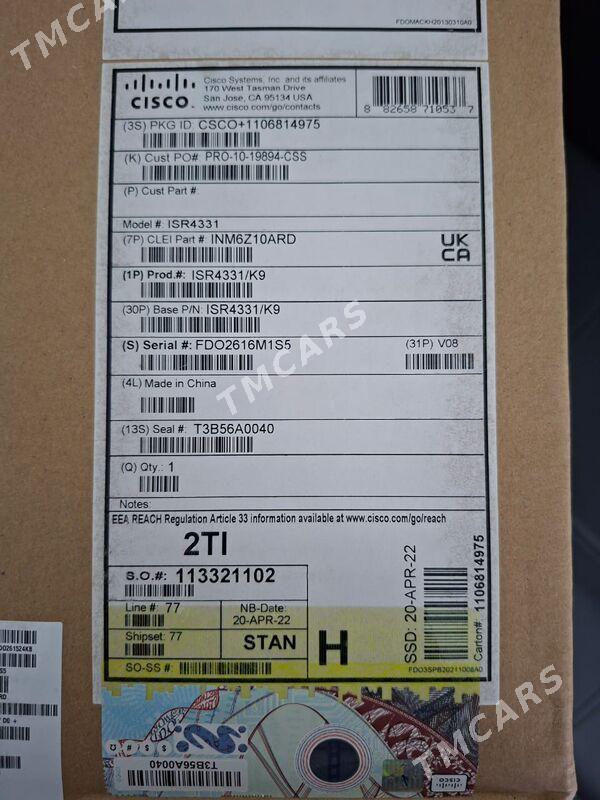 FDOMACKH20130310A0
CISCO
Cisco Systems, Inc. and its affiliates
170 West Tasman Drive
San Jose, CA 95134 USA
www.cisco.com/go/contacts
8 82658 71053 7
(3S) PKG ID: CSCO+1106814975
(K) Cust PO#: PRO-10-19894-CSS
(P) Cust Part #:
Model #: ISR4331
(7P) CLEI Part #: INM6Z10ARD
UK
CA
(1P) Prod.#: ISR4331/K9
(30P) Base P/N: ISR4331/K9
(S) Serial #: FDO2616M1S5
(31P) V08
(4L) Made in China
(13S) Seal #: T3B56A0040
(Q) Qty.: 1
Notes:
EEA REACH Regulation Article 33 information available at www.cisco.com/go/reach
2TI
S.O.#: 113321102
Line #: 77
NB-Date:
20-APR-22
Shipset: 77
STAN
H
SO-SS #:
SSD: 20-APR-22
Carton#: 1106814975
FDO3SPB20211008A0
T3B56A0040
CISCO
TMCARS
TMCARS
TMCARS
TMCARS
TMCARS